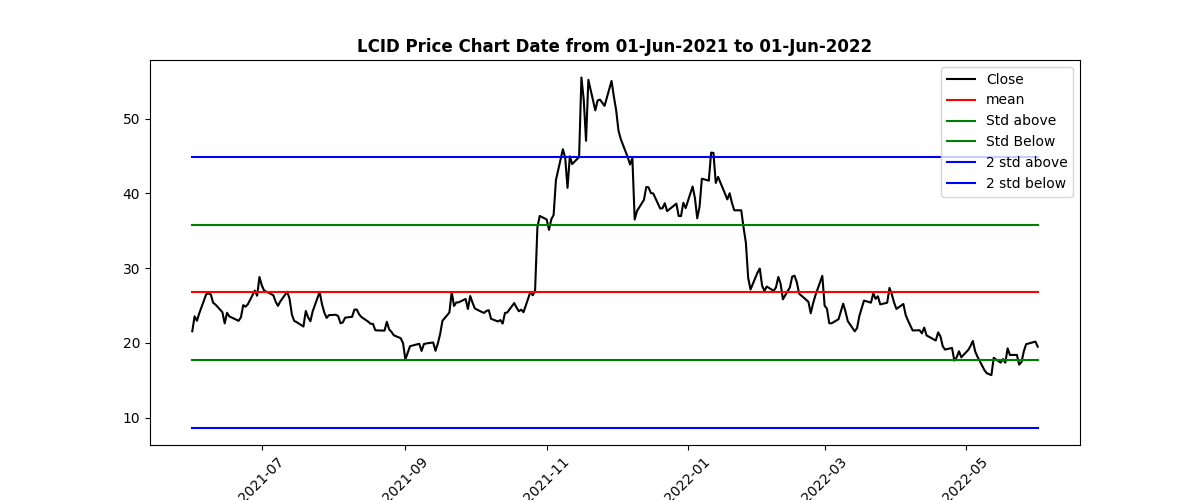 LCID Price Chart Date from 01-Jun-2021 to 01-Jun-2022
Close
mean
Std above
Std Below
2 std above
2 std below
50
40
30
20
10
2021-07
2021-09
2021-11
2022-01
2022-03
2022-05